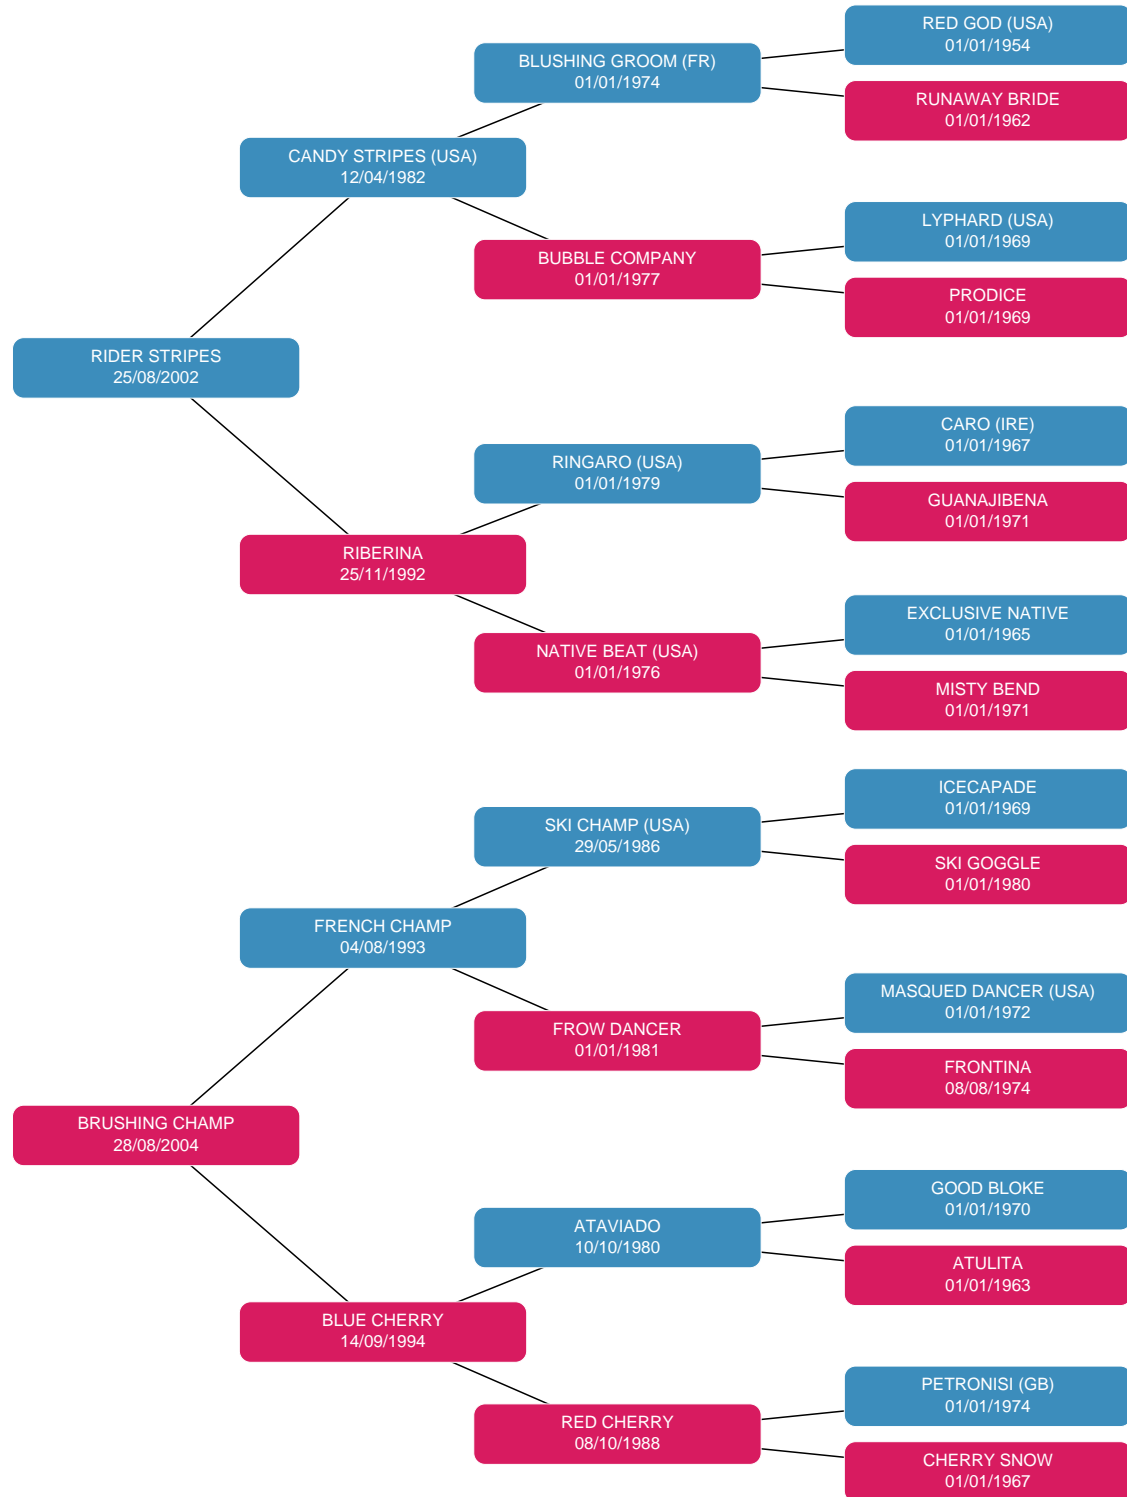 RED GOD (USA)
01/01/1954
BLUSHING GROOM (FR)
01/01/1974
RUNAWAY BRIDE
01/01/1962
CANDY STRIPES (USA)
12/04/1982
LYPHARD (USA)
01/01/1969
BUBBLE COMPANY
01/01/1977
PRODICE
01/01/1969
RIDER STRIPES
25/08/2002
CARO (IRE)
01/01/1967
RINGARO (USA)
01/01/1979
GUANAJIBENA
01/01/1971
RIBERINA
25/11/1992
EXCLUSIVE NATIVE
01/01/1965
NATIVE BEAT (USA)
01/01/1976
MISTY BEND
01/01/1971
ICECAPADE
01/01/1969
SKI CHAMP (USA)
29/05/1986
SKI GOGGLE
01/01/1980
FRENCH CHAMP
04/08/1993
MASQUED DANCER (USA)
01/01/1972
FROW DANCER
01/01/1981
FRONTINA
08/08/1974
BRUSHING CHAMP
28/08/2004
GOOD BLOKE
01/01/1970
ATAVIADO
10/10/1980
ATULITA
01/01/1963
BLUE CHERRY
14/09/1994
PETRONISI (GB)
01/01/1974
RED CHERRY
08/10/1988
CHERRY SNOW
01/01/1967